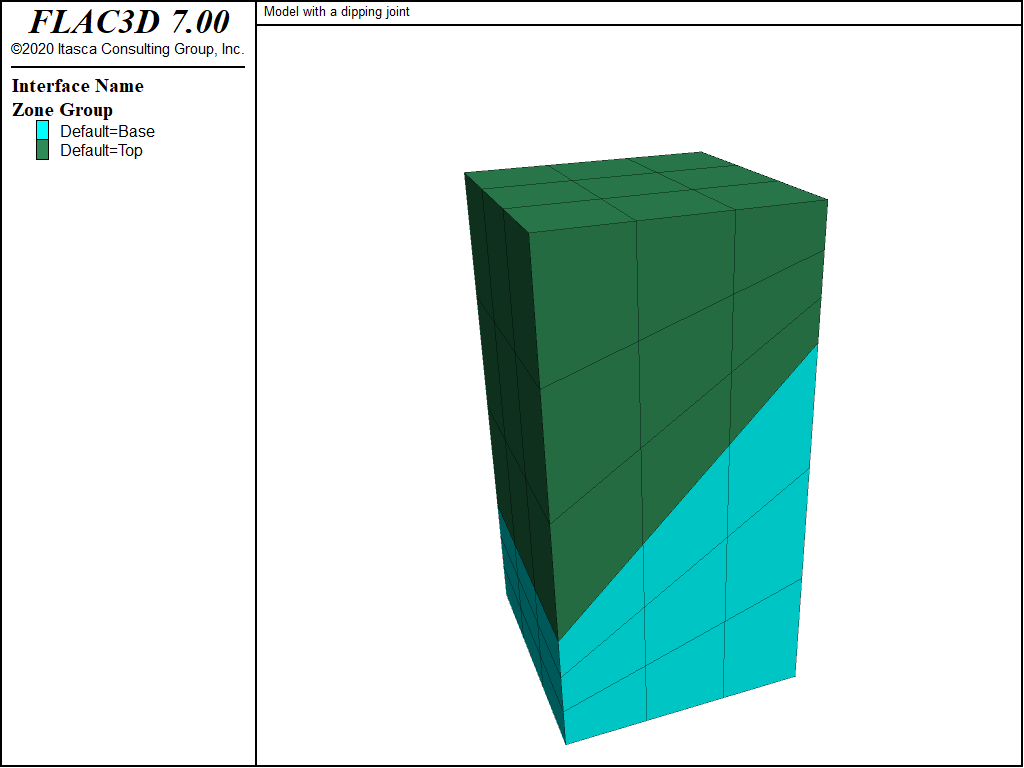 FLAC3D 7.00
©2020 Itasca Consulting Group, Inc.
Interface Name
Zone Group
Default=Base
Default=Top
Model with a dipping joint